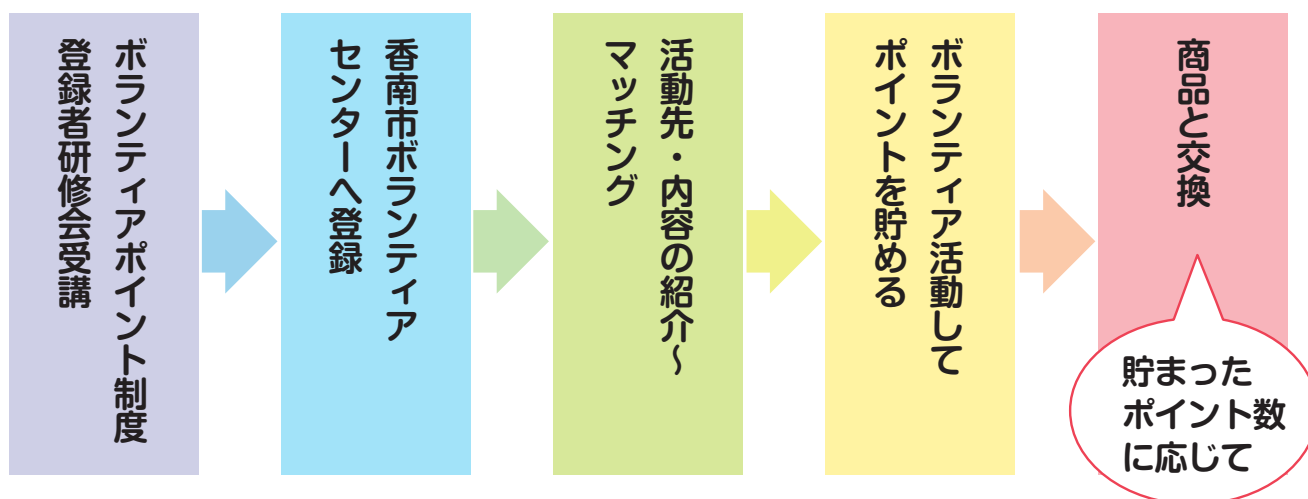 ボランティアポイント制度
登録者研修会受講
香南市ボランティア
センターへ登録
活動先・内容の紹介～
マッチング
ボランティア活動して
ポイントを貯める
商品と交換
貯まった
ポイント数
に応じて